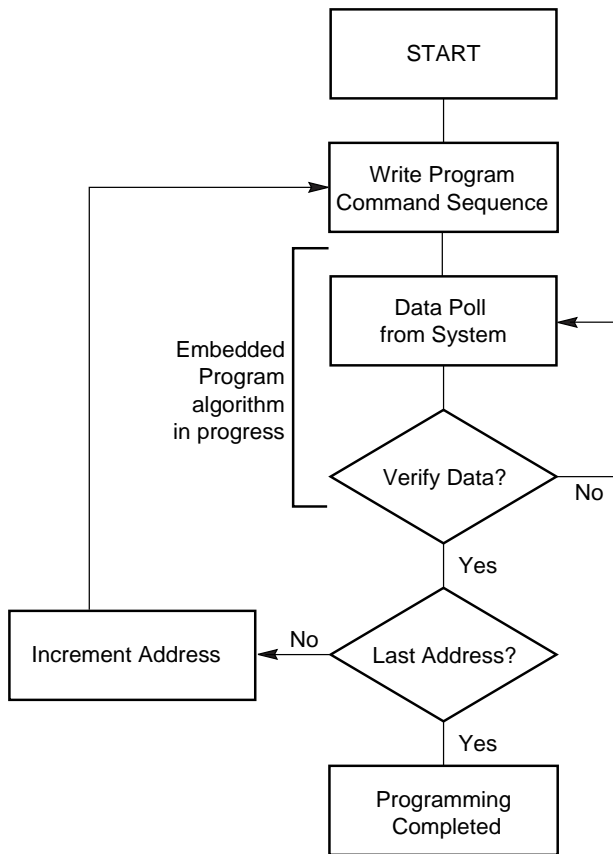 START
Write Program
Command Sequence
Data Poll
from System
Embedded
Program
algorithm
in progress
Verify Data?
No
Yes
No
Increment Address
Last Address?
Yes
Programming
Completed